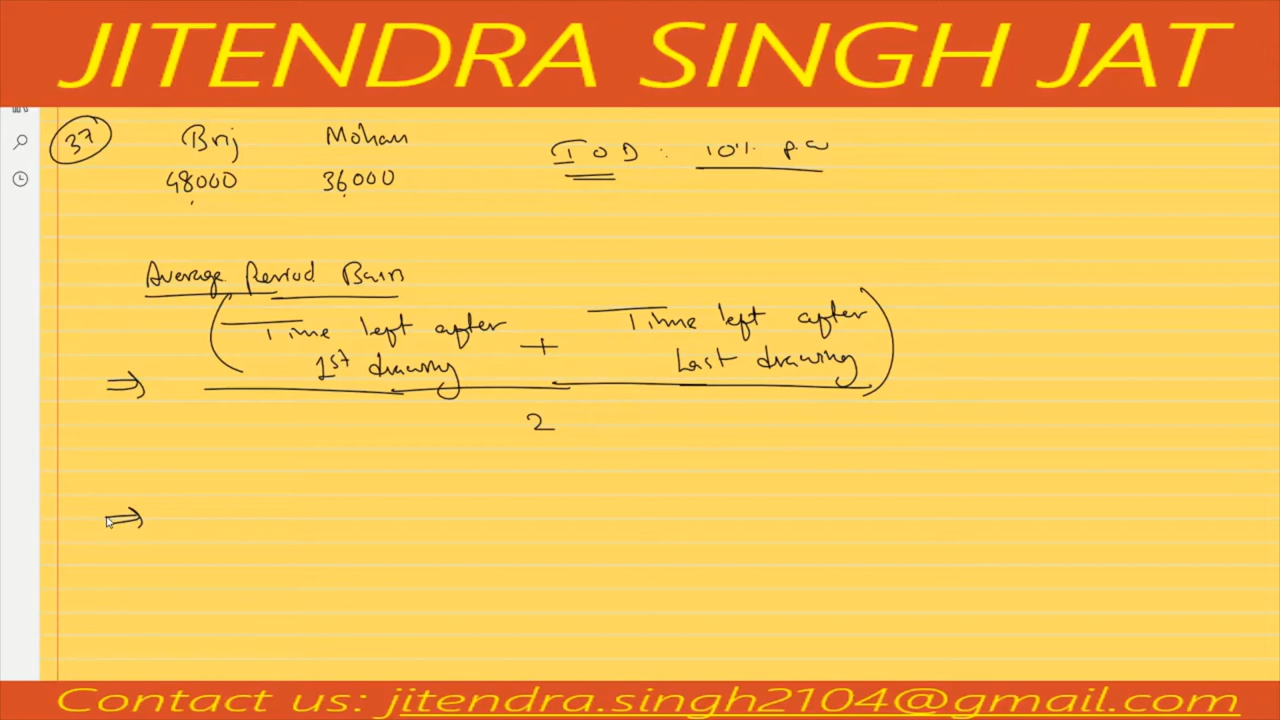 JITENDRA SINGH JAT
37 Brij Mohan
48000 36000
IOD : 10% p.a
Average Period Basis
( Time left after 1st drawing + Time left after Last drawing )
2
⇒
⇒
Contact us: jitendra.singh2104@gmail.com